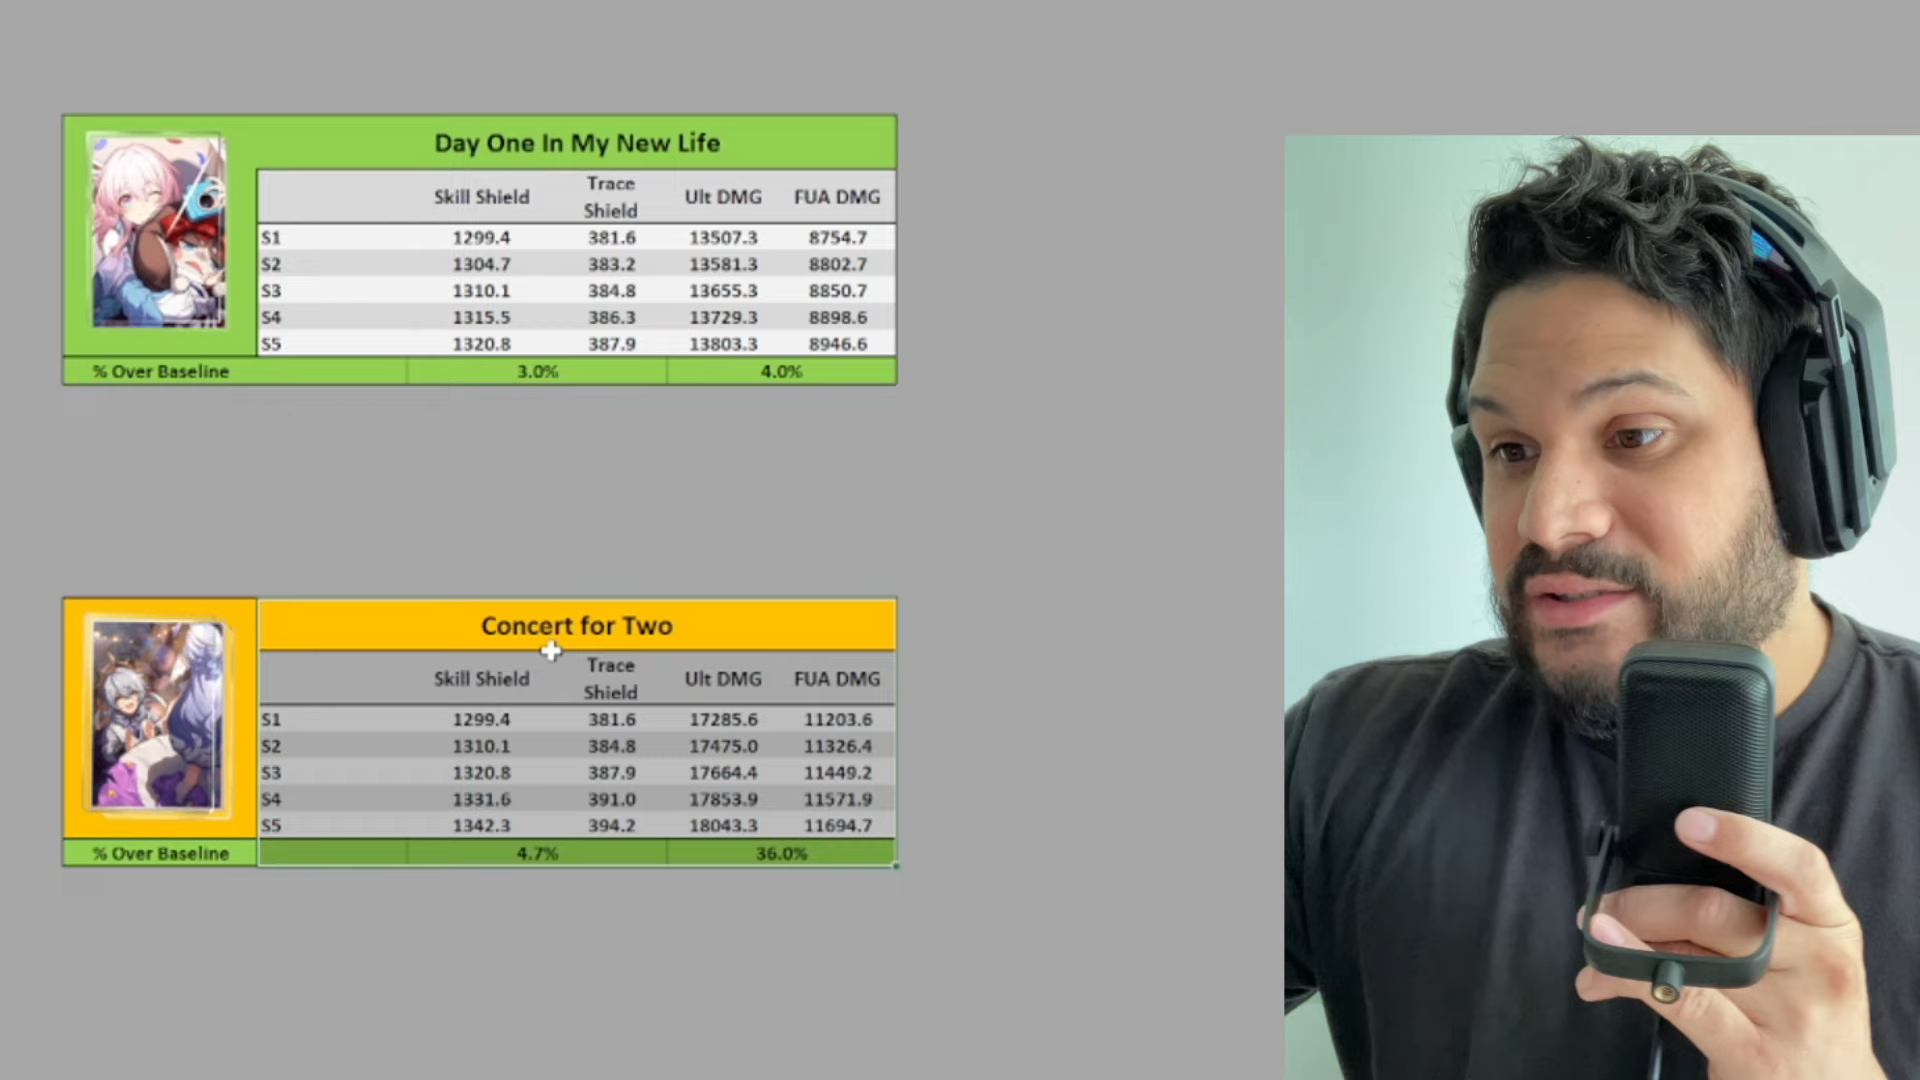 Day One In My New Life
Skill Shield Trace Shield Ult DMG FUA DMG
S1 1299.4 381.6 13507.3 8754.7
S2 1304.7 383.2 13581.3 8802.7
S3 1310.1 384.8 13655.3 8850.7
S4 1315.5 386.3 13729.3 8898.6
S5 1320.8 387.9 13803.3 8946.6
% Over Baseline 3.0% 4.0%
Concert for Two
Skill Shield Trace Shield Ult DMG FUA DMG
S1 1299.4 381.6 17285.6 11203.6
S2 1310.1 384.8 17475.0 11326.4
S3 1320.8 387.9 17664.4 11449.2
S4 1331.6 391.0 17853.9 11571.9
S5 1342.3 394.2 18043.3 11694.7
% Over Baseline 4.7% 36.0%